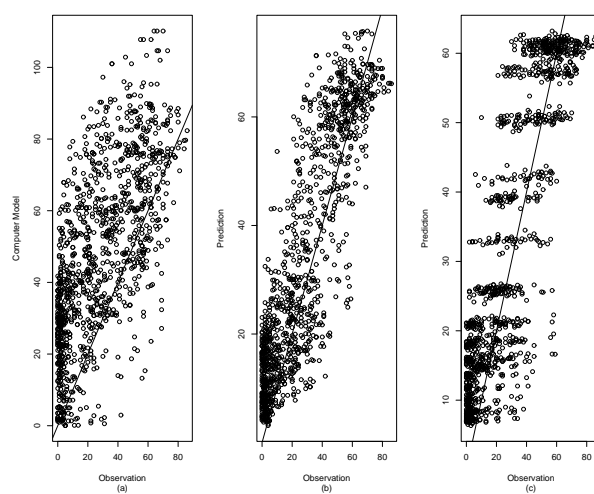 Computer Model
0 20 40 60 80 100
0 20 40 60 80
Observation
(a)
Prediction
20 40 60
0 20 40 60 80
Observation
(b)
Prediction
10 20 30 40 50 60
0 20 40 60 80
Observation
(c)